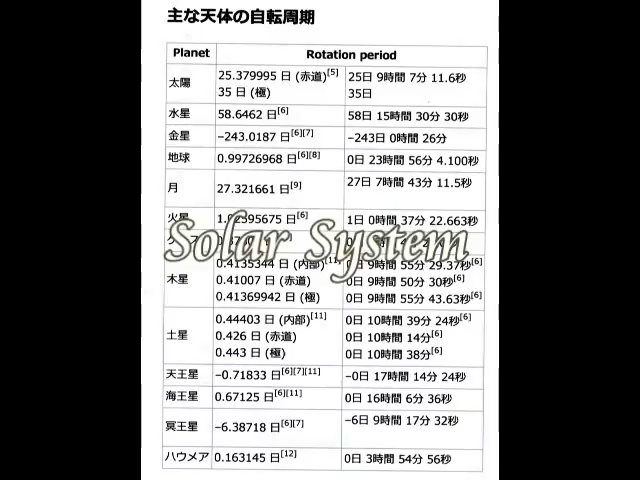 主な天体の自転周期
Planet Rotation period
太陽 25.379995 日 (赤道)[5] 25日 9時間 7分 11.6秒
35 日 (極) 35日
水星 58.6462 日[6] 58日 15時間 30分 30秒
金星 –243.0187 日[6][7] –243日 0時間 26分
地球 0.99726968 日[6][8] 0日 23時間 56分 4.100秒
月 27.321661 日[9] 27日 7時間 43分 11.5秒
火星 1.02595675 日[6] 1日 0時間 37分 22.663秒
Solar System
0.4135344 日 (内部)[11] 0日 9時間 55分 29.37秒[6]
木星 0.41007 日 (赤道) 0日 9時間 50分 30秒[6]
0.41369942 日 (極) 0日 9時間 55分 43.63秒[6]
0.44403 日 (内部)[11] 0日 10時間 39分 24秒[6]
土星 0.426 日 (赤道) 0日 10時間 14分[6]
0.443 日 (極) 0日 10時間 38分[6]
天王星 –0.71833 日[6][7][11] –0日 17時間 14分 24秒
海王星 0.67125 日[6][11] 0日 16時間 6分 36秒
冥王星 –6.38718 日[6][7] –6日 9時間 17分 32秒
ハウメア 0.163145 日[12] 0日 3時間 54分 56秒